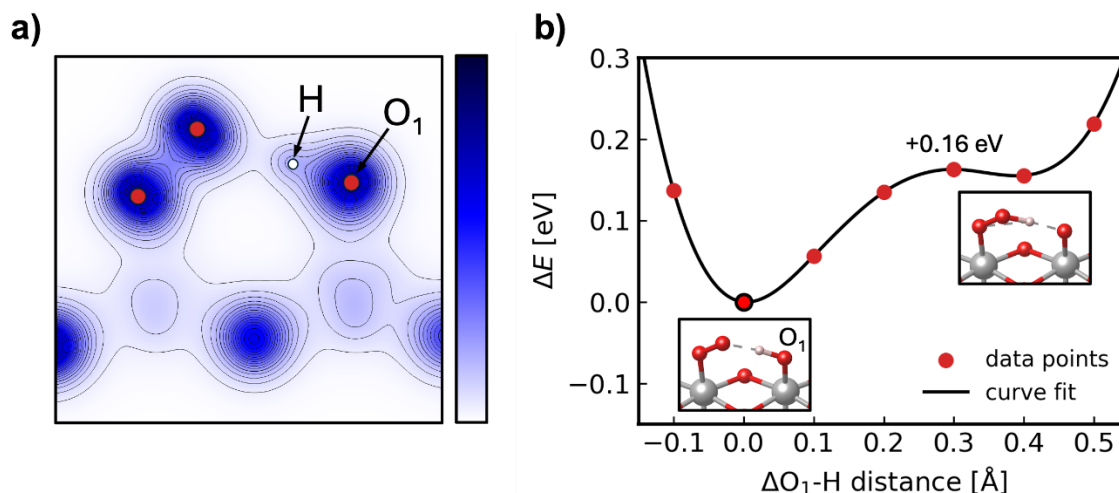 a)
H
O₁
b)
ΔE [eV]
0.3
0.2
0.1
0.0
−0.1
+0.16 eV
O₁
data points
curve fit
−0.1 0.0 0.1 0.2 0.3 0.4 0.5
ΔO₁-H distance [Å]